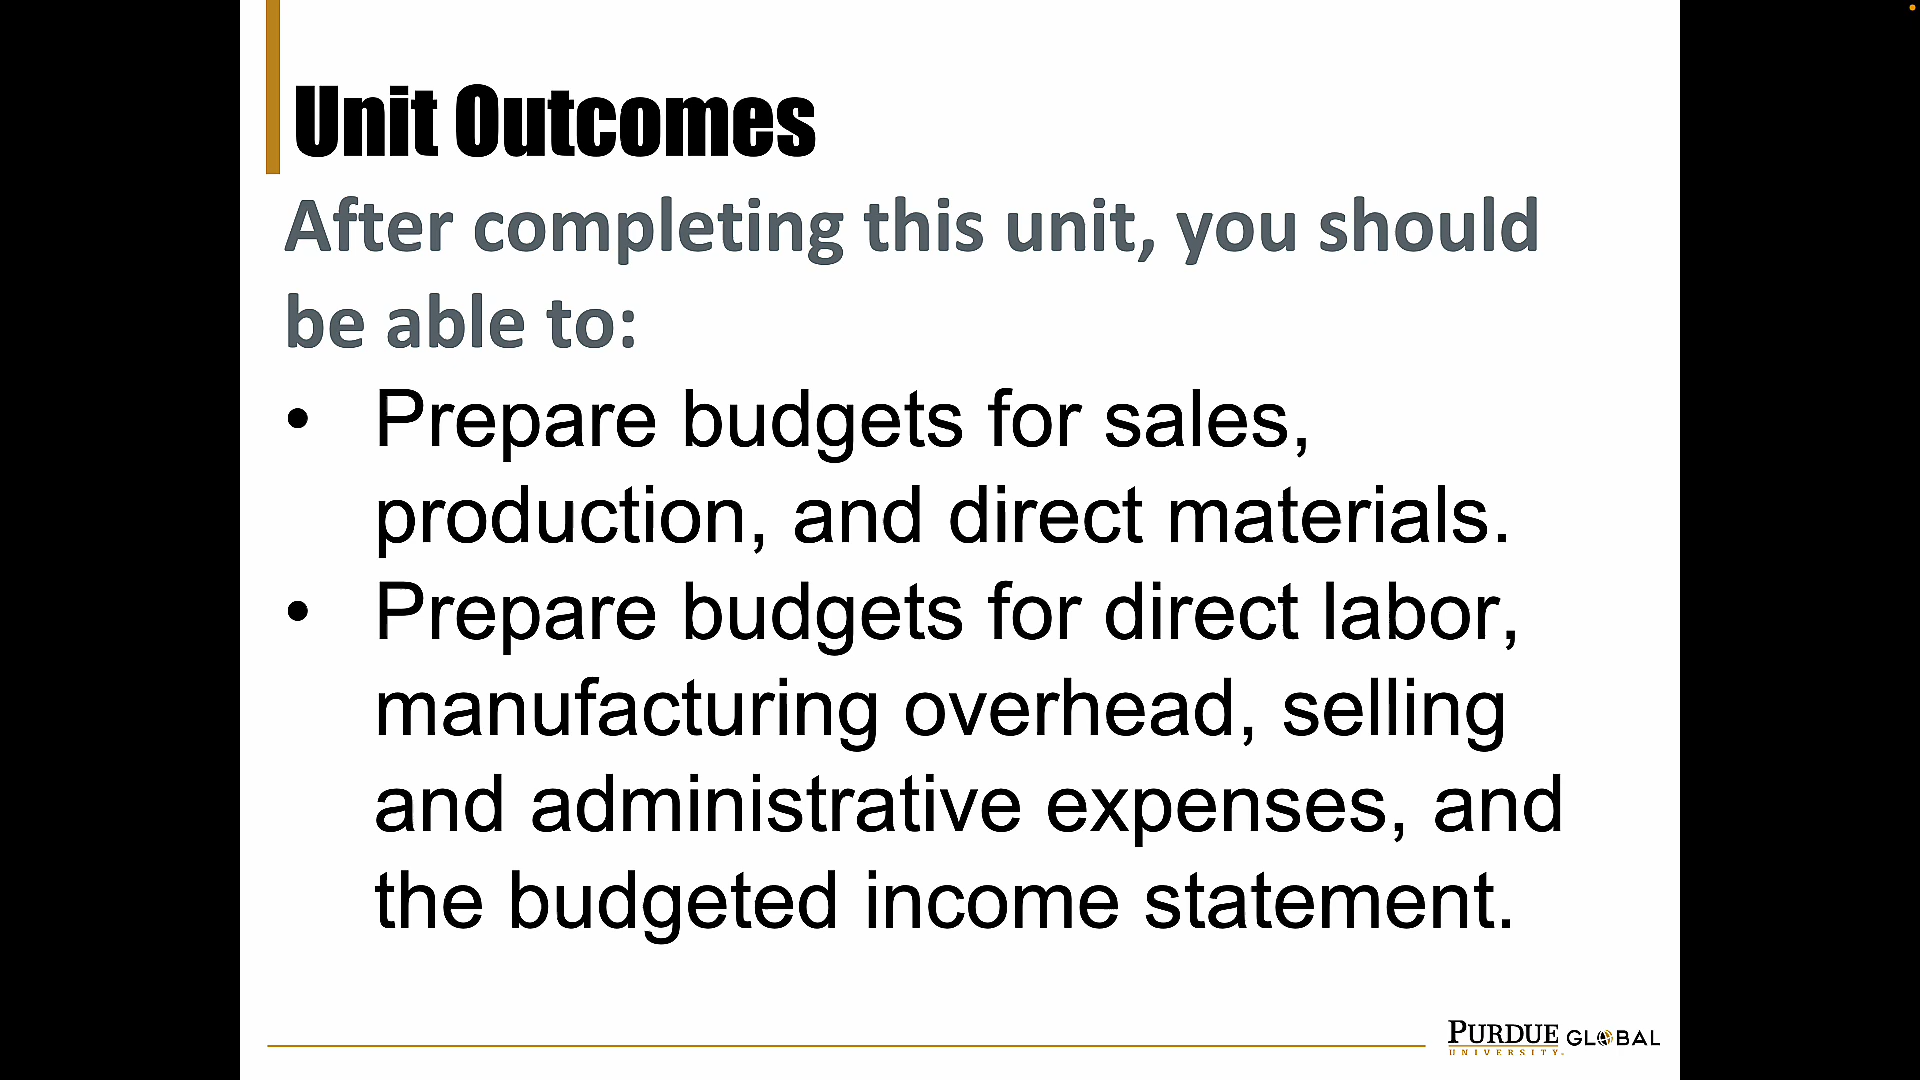 Unit Outcomes
After completing this unit, you should
be able to:
• Prepare budgets for sales,
production, and direct materials.
• Prepare budgets for direct labor,
manufacturing overhead, selling
and administrative expenses, and
the budgeted income statement.
PURDUE GLOBAL
UNIVERSITY